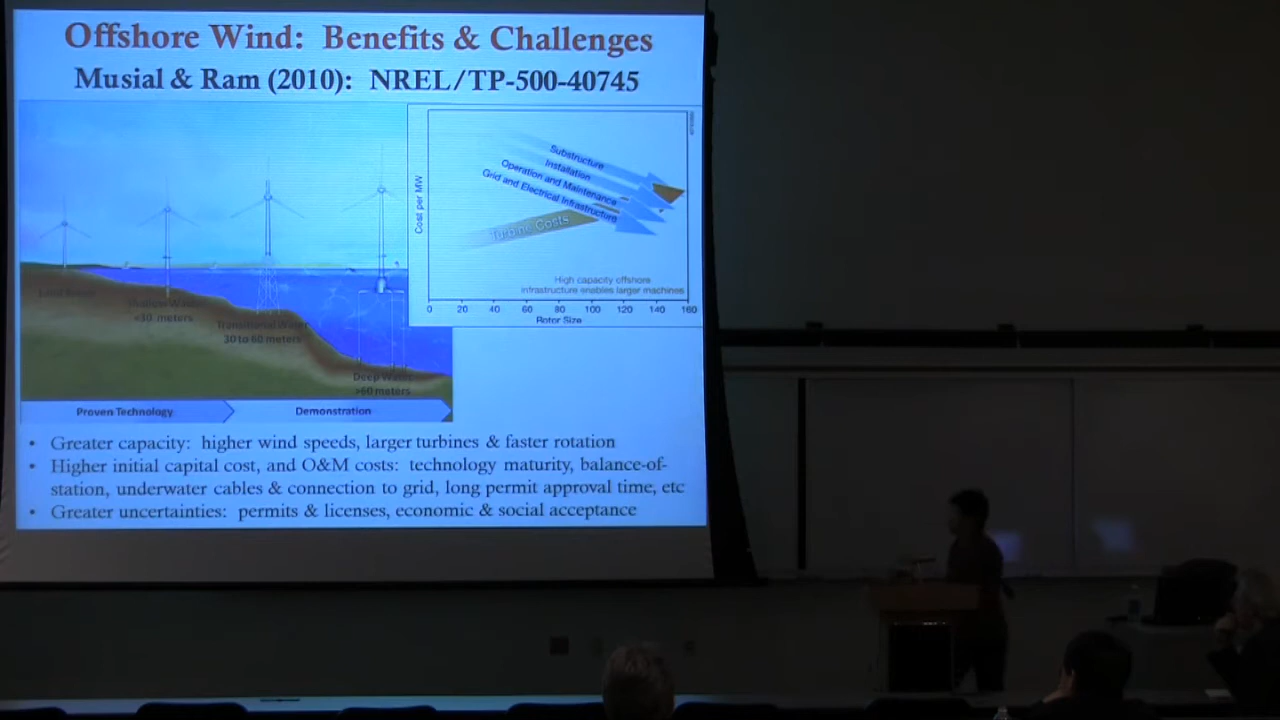 Offshore Wind: Benefits & Challenges
Musial & Ram (2010): NREL/TP-500-40745
Cost per MW
Substructure
Installation
Operation and Maintenance
Grid and Electrical Infrastructure
Turbine Costs
High capacity offshore
infrastructure enables larger machines
0 20 40 60 80 100 120 140 160
Rotor Size
Shallow Water
<30 meters
Transitional Water
30 to 60 meters
Deep Water
>60 meters
Proven Technology
Demonstration
• Greater capacity: higher wind speeds, larger turbines & faster rotation
• Higher initial capital cost, and O&M costs: technology maturity, balance-of-
station, underwater cables & connection to grid, long permit approval time, etc
• Greater uncertainties: permits & licenses, economic & social acceptance